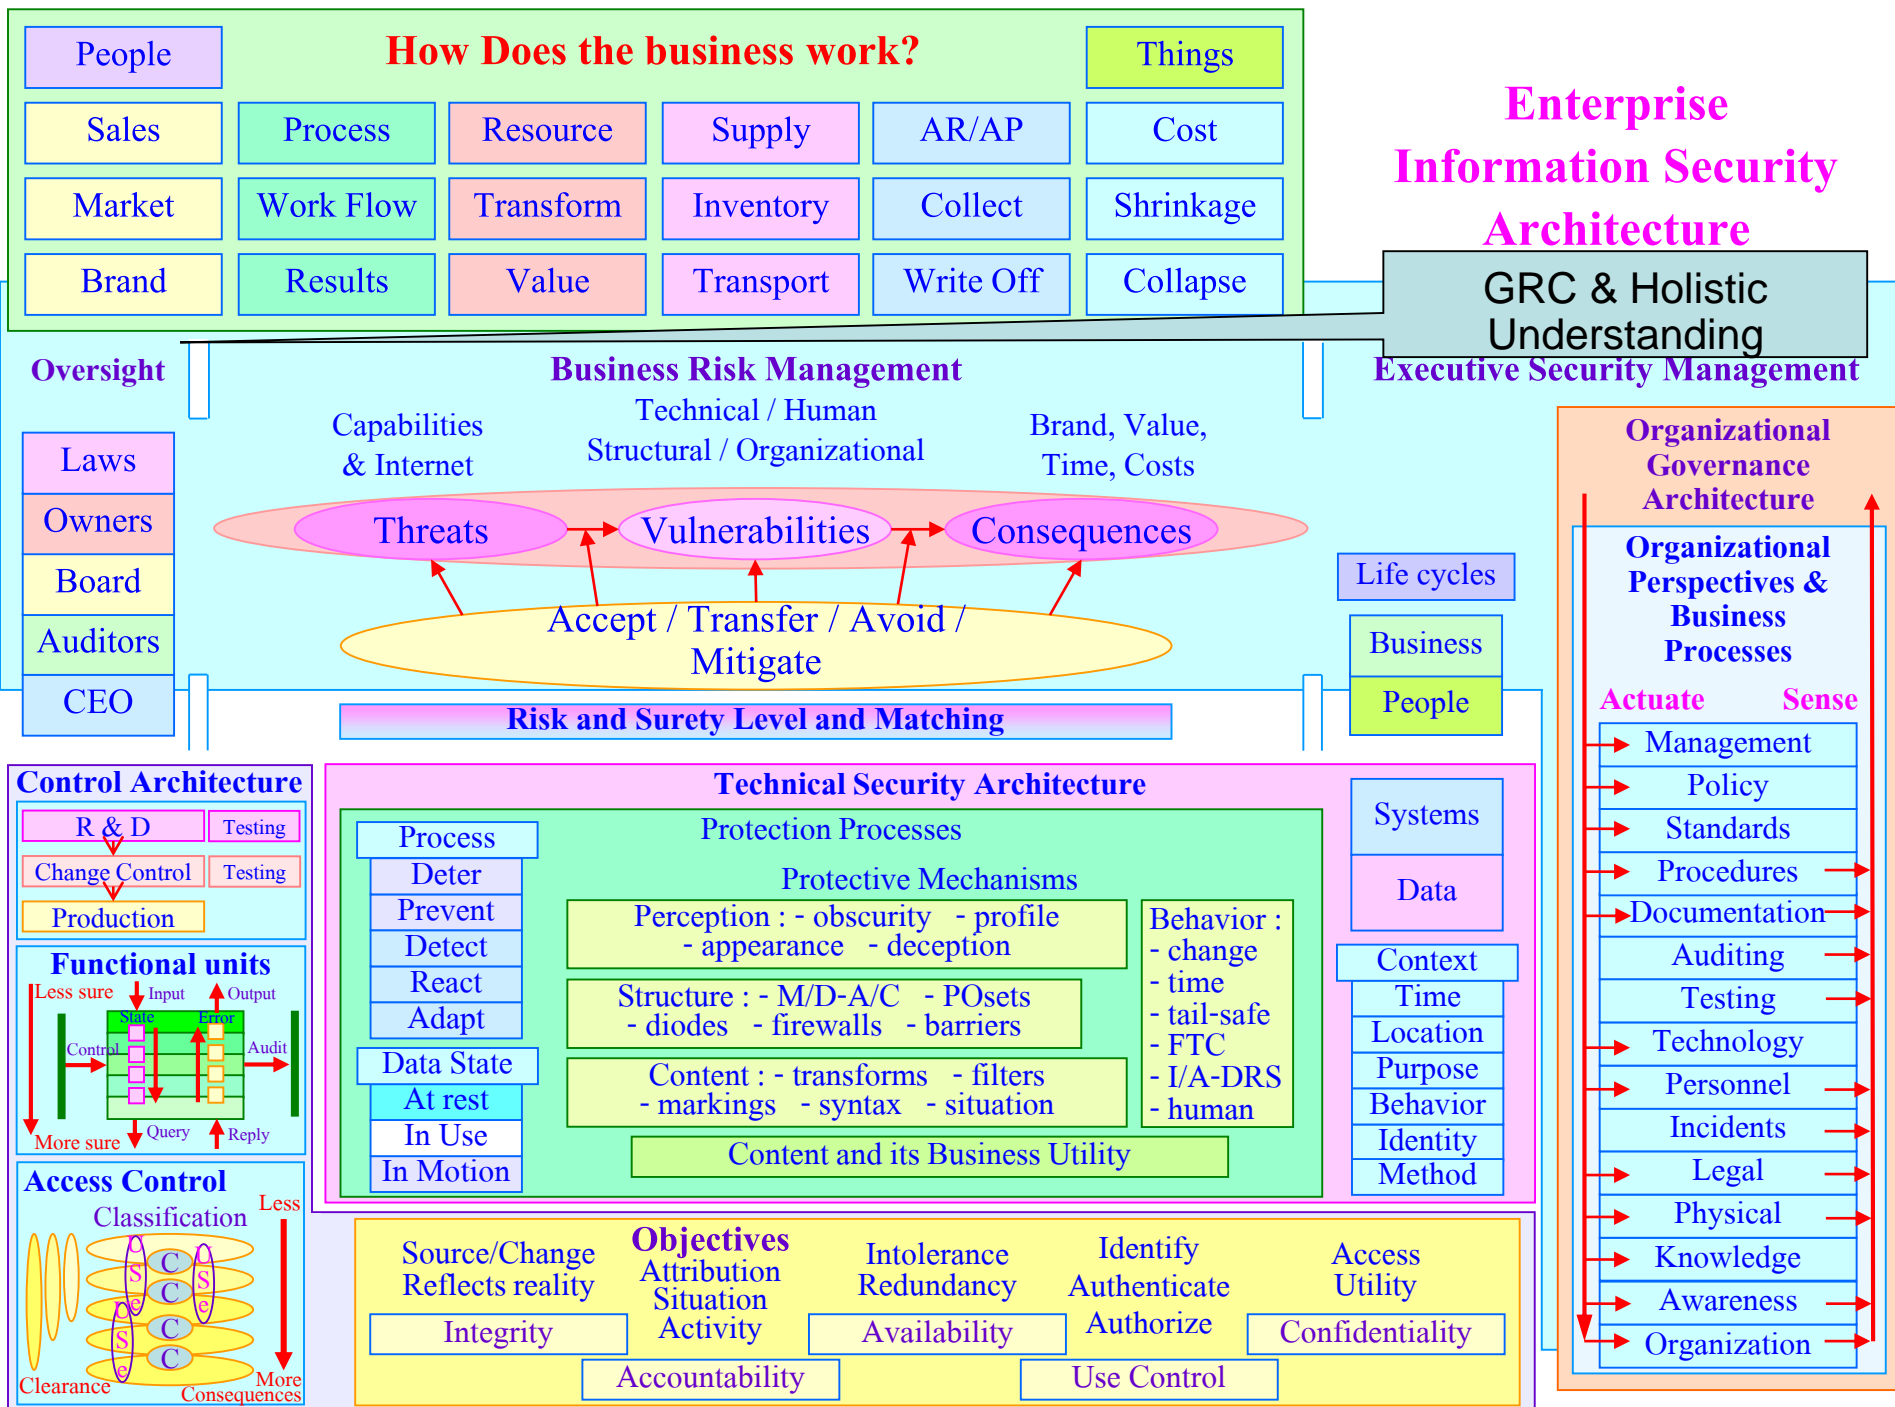 People
How Does the business work?
Things
Sales
Process
Resource
Supply
AR/AP
Cost
Market
Work Flow
Transform
Inventory
Collect
Shrinkage
Brand
Results
Value
Transport
Write Off
Collapse
Enterprise
Information Security
Architecture
GRC & Holistic
Understanding
Oversight
Business Risk Management
Executive Security Management
Laws
Owners
Board
Auditors
CEO
Capabilities
& Internet
Technical / Human
Structural / Organizational
Brand, Value,
Time, Costs
Threats
Vulnerabilities
Consequences
Accept / Transfer / Avoid /
Mitigate
Risk and Surety Level and Matching
Life cycles
Business
People
Systems
Data
Context
Time
Location
Purpose
Behavior
Identity
Method
Organizational
Governance
Architecture
Organizational
Perspectives &
Business
Processes
Actuate
Sense
Management
Policy
Standards
Procedures
Documentation
Auditing
Testing
Technology
Personnel
Incidents
Legal
Physical
Knowledge
Awareness
Organization
Control Architecture
R & D
Testing
Change Control
Testing
Production
Functional units
Less sure
Input
Output
State
Error
Control
Audit
More sure
Query
Reply
Access Control
Classification
Less
U
S
e
U
S
e
U
S
e
C
C
C
C
Clearance
More
Consequences
Technical Security Architecture
Process
Deter
Prevent
Detect
React
Adapt
Data State
At rest
In Use
In Motion
Protection Processes
Protective Mechanisms
Perception : - obscurity - profile
- appearance - deception
Structure : - M/D-A/C - POsets
- diodes - firewalls - barriers
Content : - transforms - filters
- markings - syntax - situation
Behavior :
- change
- time
- tail-safe
- FTC
- I/A-DRS
- human
Content and its Business Utility
Objectives
Source/Change
Reflects reality
Integrity
Attribution
Situation
Activity
Accountability
Intolerance
Redundancy
Availability
Identify
Authenticate
Authorize
Use Control
Access
Utility
Confidentiality